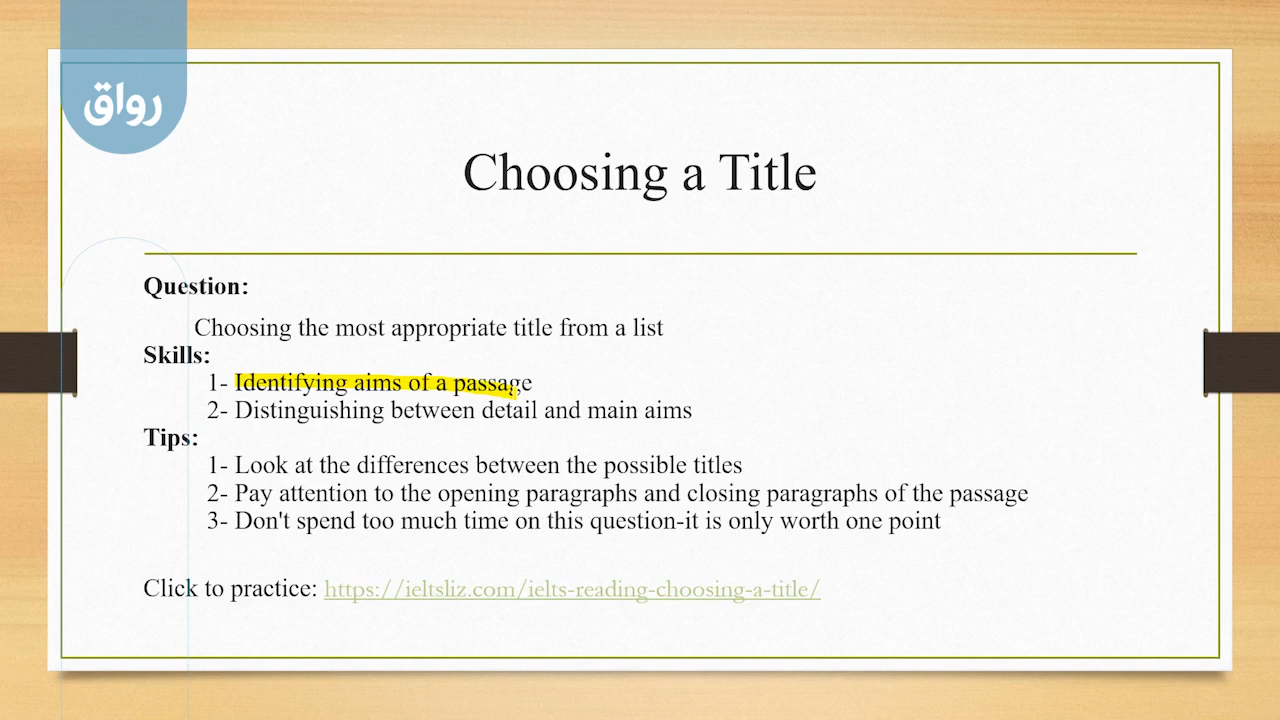 رواق
Choosing a Title
Question:
Choosing the most appropriate title from a list
Skills:
1- Identifying aims of a passage
2- Distinguishing between detail and main aims
Tips:
1- Look at the differences between the possible titles
2- Pay attention to the opening paragraphs and closing paragraphs of the passage
3- Don't spend too much time on this question-it is only worth one point
Click to practice: https://ieltsliz.com/ielts-reading-choosing-a-title/